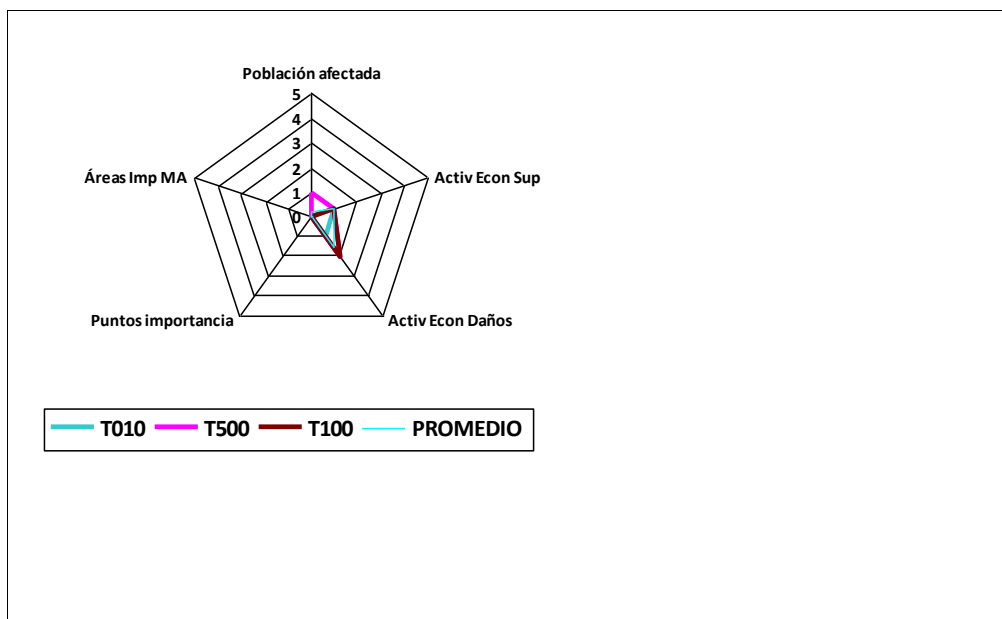 Población afectada
5
4
3
2
1
0
Áreas Imp MA
Activ Econ Sup
Puntos importancia
Activ Econ Daños
T010 T500 T100 PROMEDIO